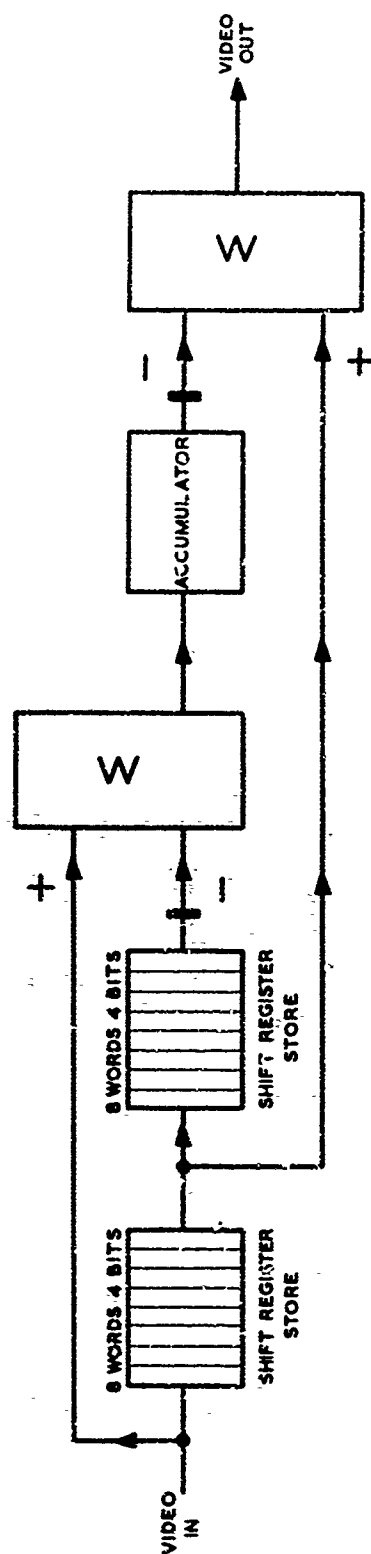 VIDEO IN
8 WORDS 4 BITS
SHIFT REGISTER
STORE
8 WORDS 4 BITS
SHIFT REGISTER
STORE
+
−
Σ
ACCUMULATOR
−
+
Σ
VIDEO
OUT